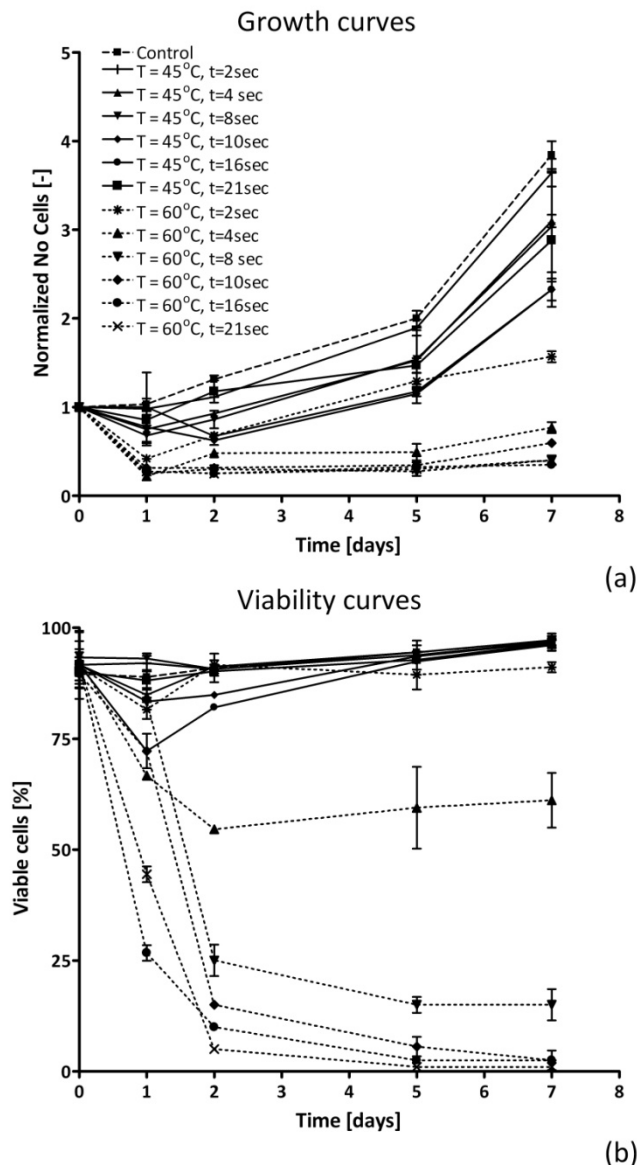 Growth curves
5
4
3
2
1
0
Normalized No Cells [-]
Control
T = 45°C, t=2sec
T = 45°C, t=4 sec
T = 45°C, t=8sec
T = 45°C, t=10sec
T = 45°C, t=16sec
T = 45°C, t=21sec
T = 60°C, t=2sec
T = 60°C, t=4sec
T = 60°C, t=8 sec
T = 60°C, t=10sec
T = 60°C, t=16sec
T = 60°C, t=21sec
0 1 2 3 4 5 6 7 8
Time [days]
(a)
Viability curves
100
75
50
25
0
Viable cells [%]
0 1 2 3 4 5 6 7 8
Time [days]
(b)